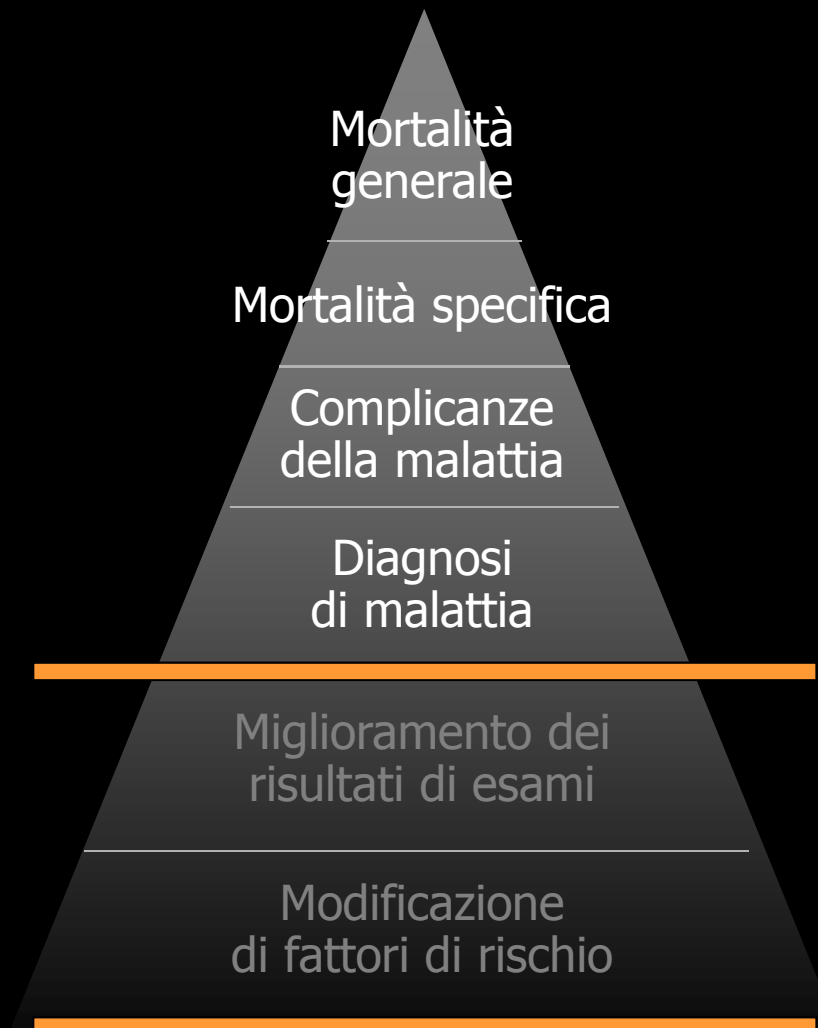 Mortalità
generale
Mortalità specifica
Complicanze
della malattia
Diagnosi
di malattia
Miglioramento dei
risultati di esami
Modificazione
di fattori di rischio